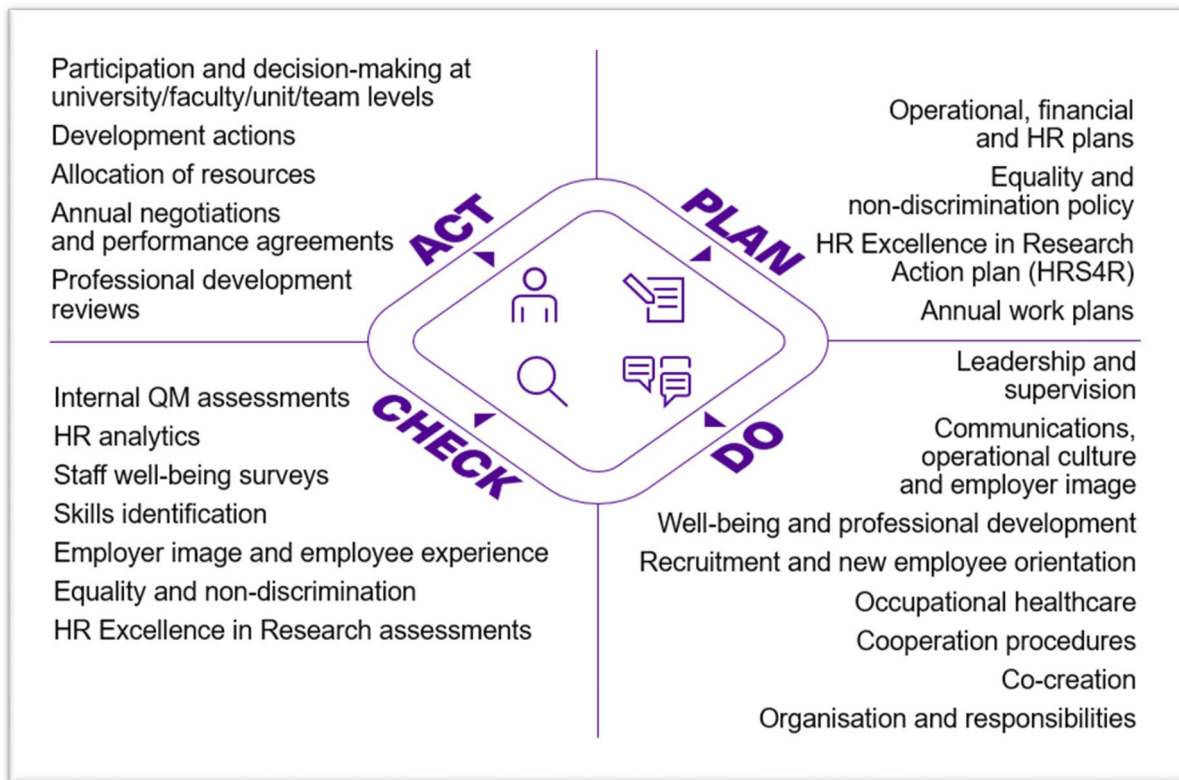 Participation and decision-making at
university/faculty/unit/team levels
Development actions
Allocation of resources
Annual negotiations
and performance agreements
Professional development
reviews
ACT
PLAN
Operational, financial
and HR plans
Equality and
non-discrimination policy
HR Excellence in Research
Action plan (HRS4R)
Annual work plans
CHECK
Internal QM assessments
HR analytics
Staff well-being surveys
Skills identification
Employer image and employee experience
Equality and non-discrimination
HR Excellence in Research assessments
DO
Leadership and
supervision
Communications,
operational culture
and employer image
Well-being and professional development
Recruitment and new employee orientation
Occupational healthcare
Cooperation procedures
Co-creation
Organisation and responsibilities